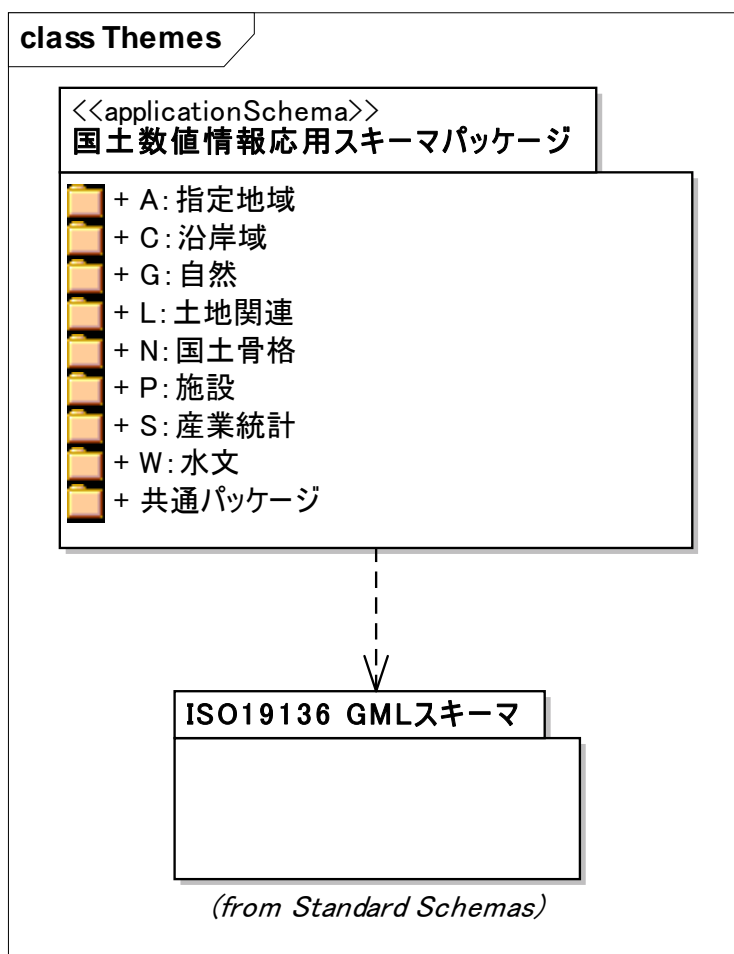 class Themes
<<applicationSchema>>
国土数値情報応用スキーマパッケージ
+ A:指定地域
+ C:沿岸域
+ G:自然
+ L:土地関連
+ N:国土骨格
+ P:施設
+ S:産業統計
+ W:水文
+ 共通パッケージ
ISO19136 GMLスキーマ
(from Standard Schemas)